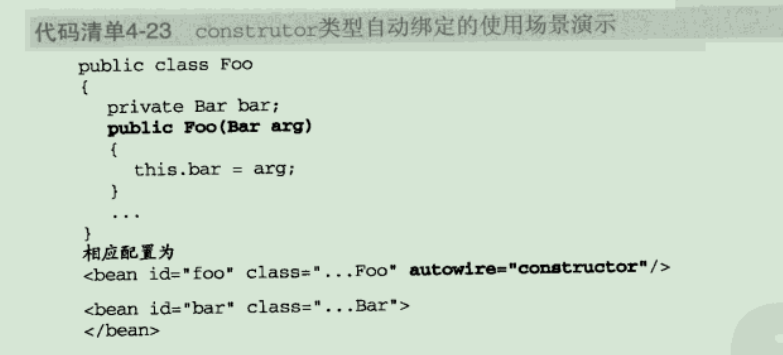 代码清单4-23 construtor类型自动绑定的使用场景演示
public class Foo
{
private Bar bar;
public Foo(Bar arg)
{
this.bar = arg;
}
...
}
相应配置为
<bean id="foo" class="...Foo" autowire="constructor"/>
<bean id="bar" class="...Bar">
</bean>